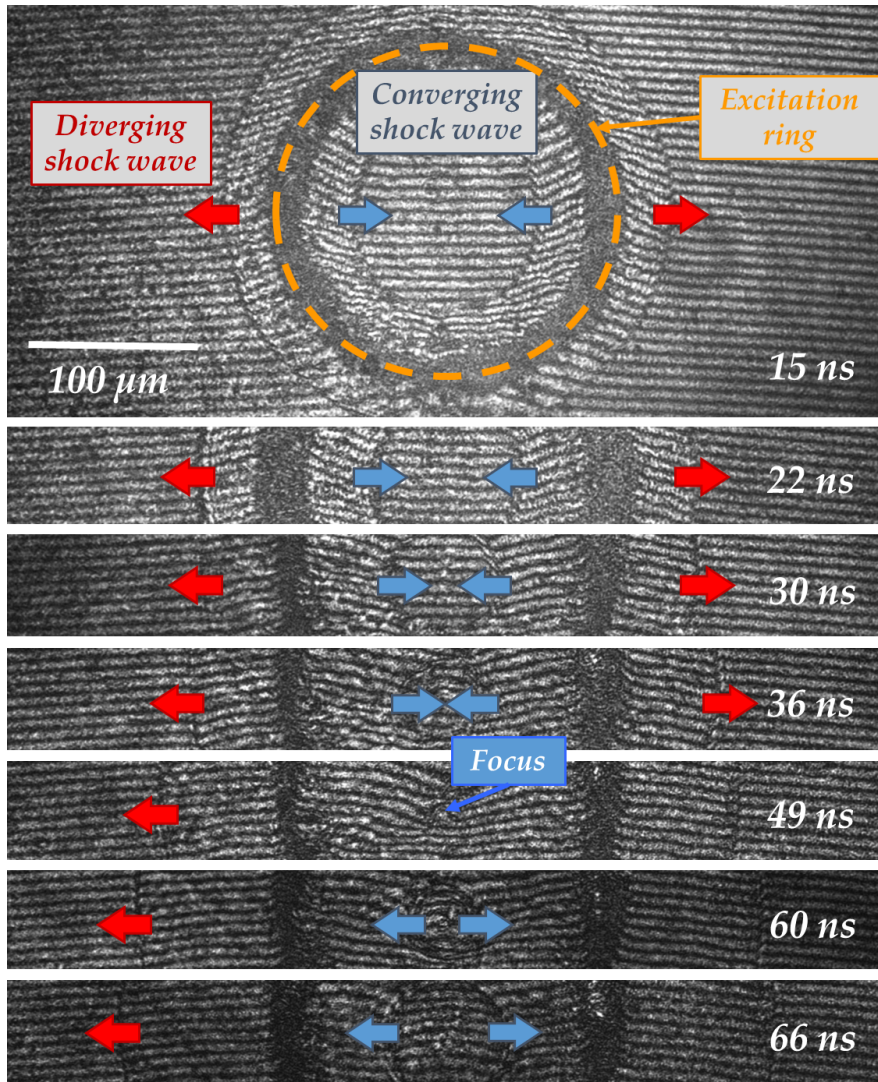 Converging
shock wave
Excitation
ring
Diverging
shock wave
100 µm
15 ns
22 ns
30 ns
36 ns
Focus
49 ns
60 ns
66 ns